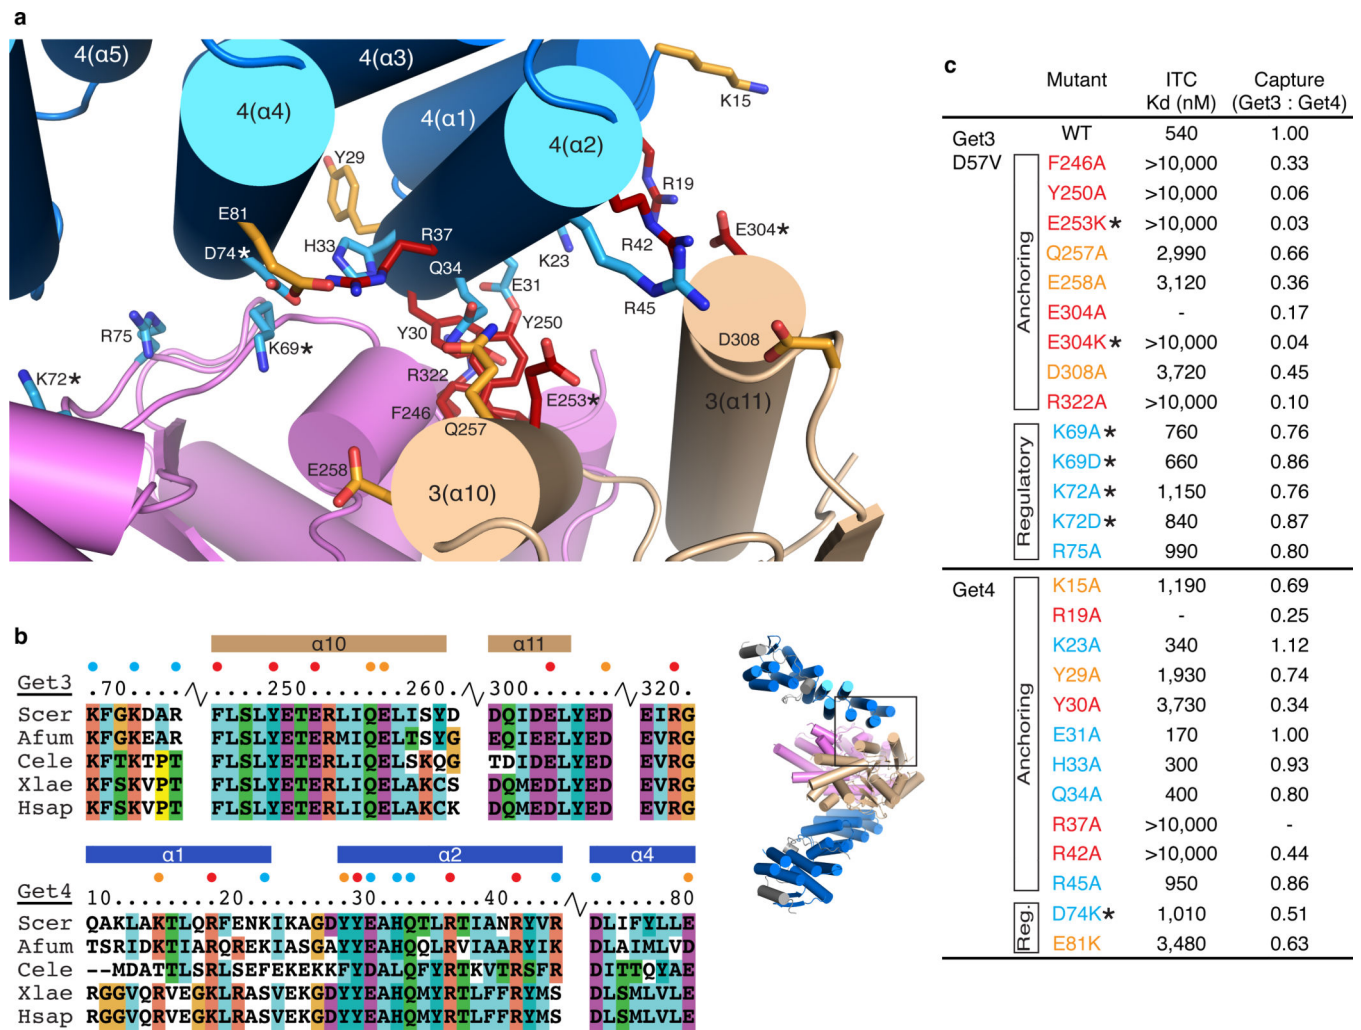 a
4(α5)
4(α3)
4(α4)
4(α1)
4(α2)
K15
Y29
R19
E81
D74*
H33
R37
R42
E304*
Q34
K23
E31
R45
R75
K69*
Y30
Y250
D308
K72*
R322
E253*
3(α11)
F246
Q257
E258
3(α10)
b
α10
α11
Get3
70 250 260 300 320
Scer KFGKDAR FLSLYETERLIQELISYD DQIDELYED EIRG
Afum KFGKEAR FLSLYETERMIQELTSYG EQIEELYED EVRG
Cele KFTKTPT FLSLYETERLIQELSKQG TDIDELYED EVRG
Xlae KFSKVPT FLSLYETERLIQELAKCS DQMEDLYED EVRG
Hsap KFSKVPT FLSLYETERLIQELAKCK DQMEDLYED EVRG
α1
α2
α4
Get4
10 20 30 40 80
Scer QAKLAKTLQRFENKIKAGDYYEAHQTLRTIANRYVR DLIFYLLE
Afum TSRIDKTIARQREKIASGAYYEAHQQLRVIAARYIK DLAIMLVD
Cele --MDATTLSRLSEFEKEKKFYDALQFYRTKVTRSFR DITTQYAE
Xlae RGGVQRVEGKLRASVEKGDYYEAHQMYRTLFFRYMS DLSMLVLE
Hsap RGGVQRVEGKLRASVEKGDYYEAHQMYRTLFFRYMS DLSMLVLE
c
Mutant ITC Kd (nM) Capture (Get3 : Get4)
Get3 D57V
WT 540 1.00
Anchoring
F246A >10,000 0.33
Y250A >10,000 0.06
E253K* >10,000 0.03
Q257A 2,990 0.66
E258A 3,120 0.36
E304A - 0.17
E304K* >10,000 0.04
D308A 3,720 0.45
R322A >10,000 0.10
Regulatory
K69A* 760 0.76
K69D* 660 0.86
K72A* 1,150 0.76
K72D* 840 0.87
R75A 990 0.80
Get4
Anchoring
K15A 1,190 0.69
R19A - 0.25
K23A 340 1.12
Y29A 1,930 0.74
Y30A 3,730 0.34
E31A 170 1.00
H33A 300 0.93
Q34A 400 0.80
R37A >10,000 -
R42A >10,000 0.44
R45A 950 0.86
Reg.
D74K* 1,010 0.51
E81K 3,480 0.63